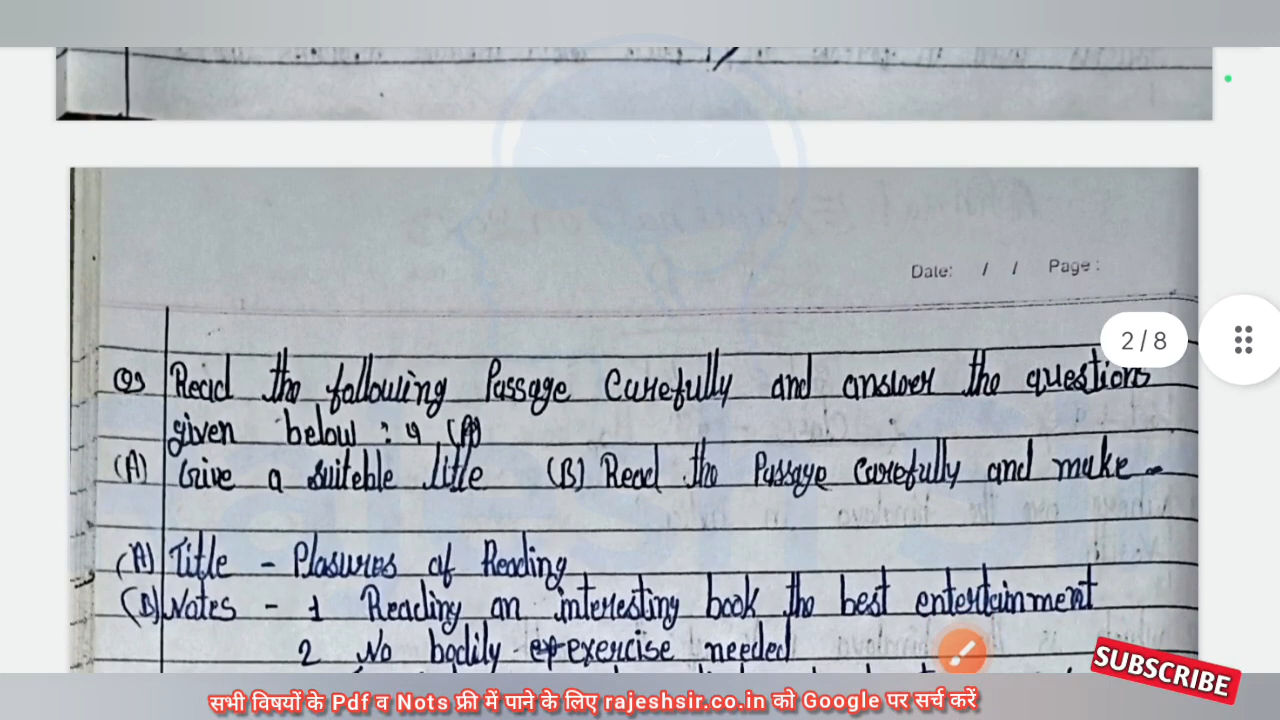 Date: / / Page:
Q3 Read the following Passage Carefully and answer the questions
given below : 4 (A)
(A) Give a suiteble title (B) Read the Passage carefully and make -
(A) Title - Plasures of Reading
(B) Notes - 1 Reading an interesting book the best entertainment
2 No bodily exercise needed
2 / 8
SUBSCRIBE
सभी विषयों के Pdf व Nots फ्री में पाने के लिए rajeshsir.co.in को Google पर सर्च करें